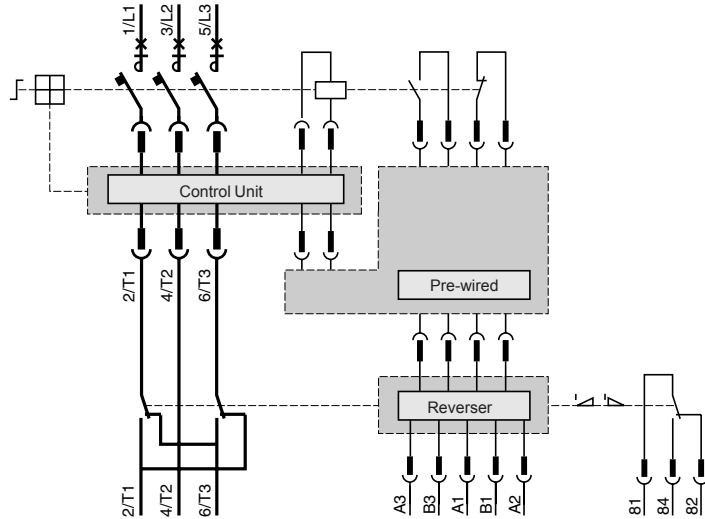 1/L1
3/L2
5/L3
Control Unit
2/T1
4/T2
6/T3
Pre-wired
Reverser
2/T1
4/T2
6/T3
A3
B3
A1
B1
A2
81
84
82